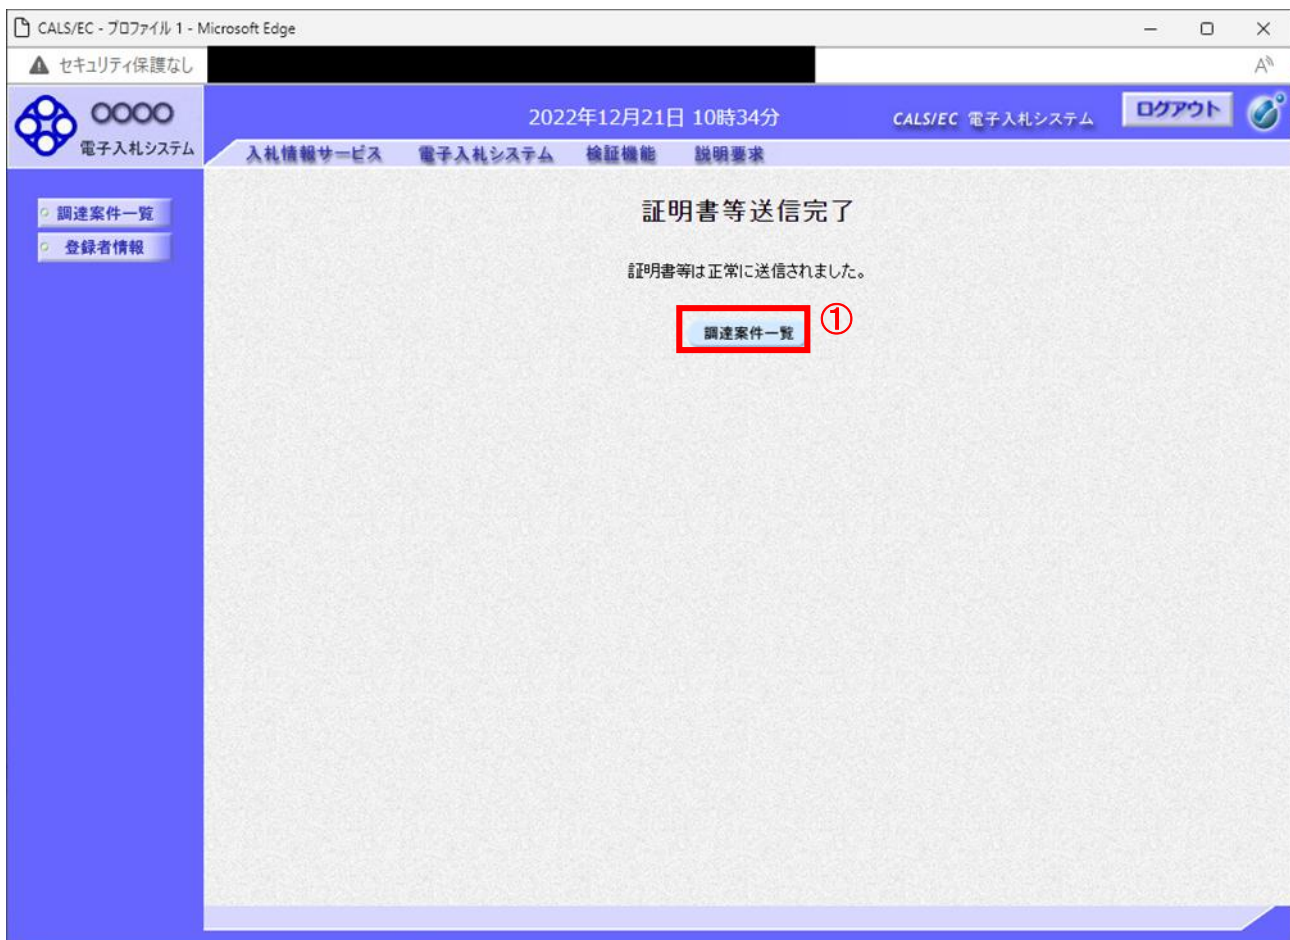 CALS/EC - プロファイル 1 - Microsoft Edge
セキュリティ保護なし
〇〇〇〇
電子入札システム
2022年12月21日 10時34分
CALS/EC 電子入札システム
ログアウト
入札情報サービス 電子入札システム 検証機能 説明要求
調達案件一覧
登録者情報
証明書等送信完了
証明書等は正常に送信されました。
調達案件一覧
①